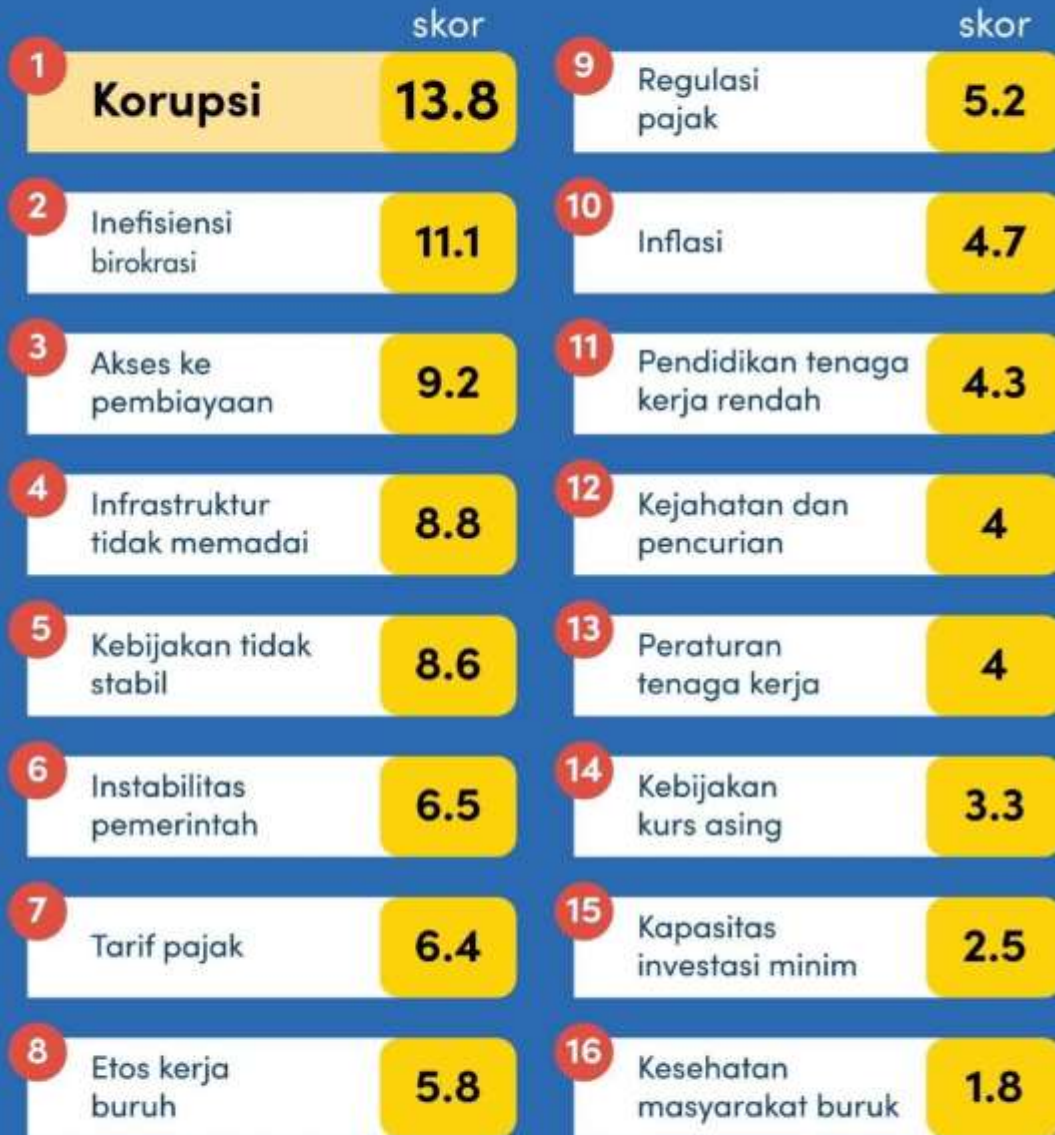 skor
1
Korupsi
13.8
2
Inefisiensi
birokrasi
11.1
3
Akses ke
pembiayaan
9.2
4
Infrastruktur
tidak memadai
8.8
5
Kebijakan tidak
stabil
8.6
6
Instabilitas
pemerintah
6.5
7
Tarif pajak
6.4
8
Etos kerja
buruh
5.8
skor
9
Regulasi
pajak
5.2
10
Inflasi
4.7
11
Pendidikan tenaga
kerja rendah
4.3
12
Kejahatan dan
pencurian
4
13
Peraturan
tenaga kerja
4
14
Kebijakan
kurs asing
3.3
15
Kapasitas
investasi minim
2.5
16
Kesehatan
masyarakat buruk
1.8